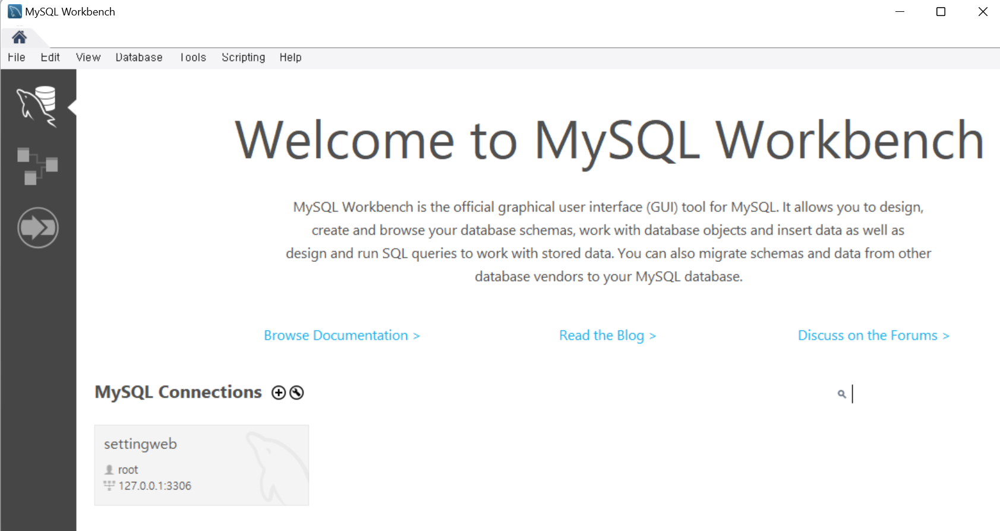 MySQL Workbench
File Edit View Database Tools Scripting Help
Welcome to MySQL Workbench
MySQL Workbench is the official graphical user interface (GUI) tool for MySQL. It allows you to design,
create and browse your database schemas, work with database objects and insert data as well as
design and run SQL queries to work with stored data. You can also migrate schemas and data from other
database vendors to your MySQL database.
Browse Documentation > Read the Blog > Discuss on the Forums >
MySQL Connections
settingweb
root
127.0.0.1:3306